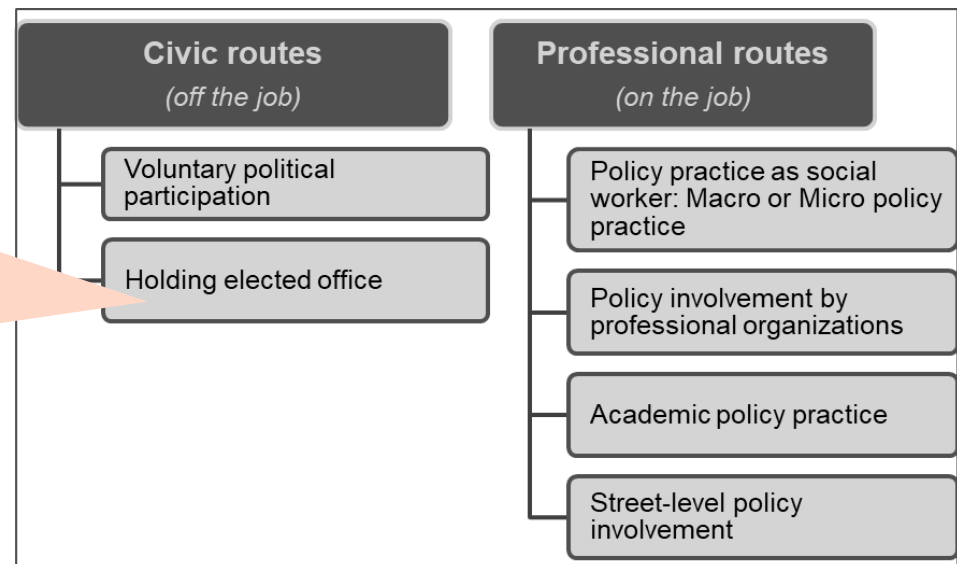 Civic routes
(off the job)
Voluntary political
participation
Holding elected office
Professional routes
(on the job)
Policy practice as social
worker: Macro or Micro policy
practice
Policy involvement by
professional organizations
Academic policy practice
Street-level policy
involvement